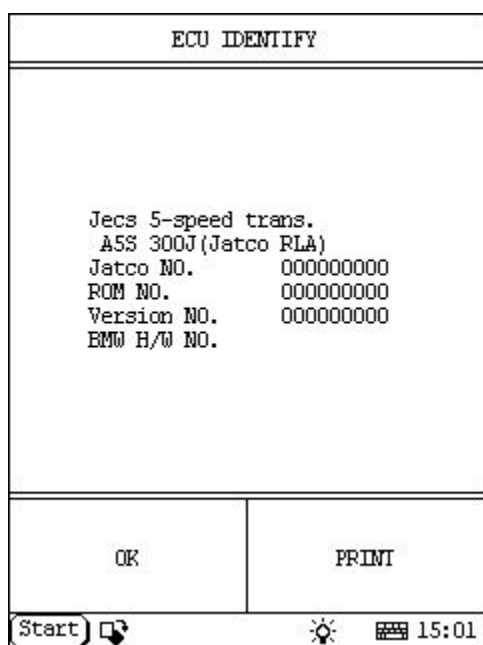 ECU IDENTIFY
Jecs 5-speed trans.
A5S 300J(Jatco RLA)
Jatco NO. 000000000
ROM NO. 000000000
Version NO. 000000000
BMW H/W NO.
OK PRINT
Start 15:01